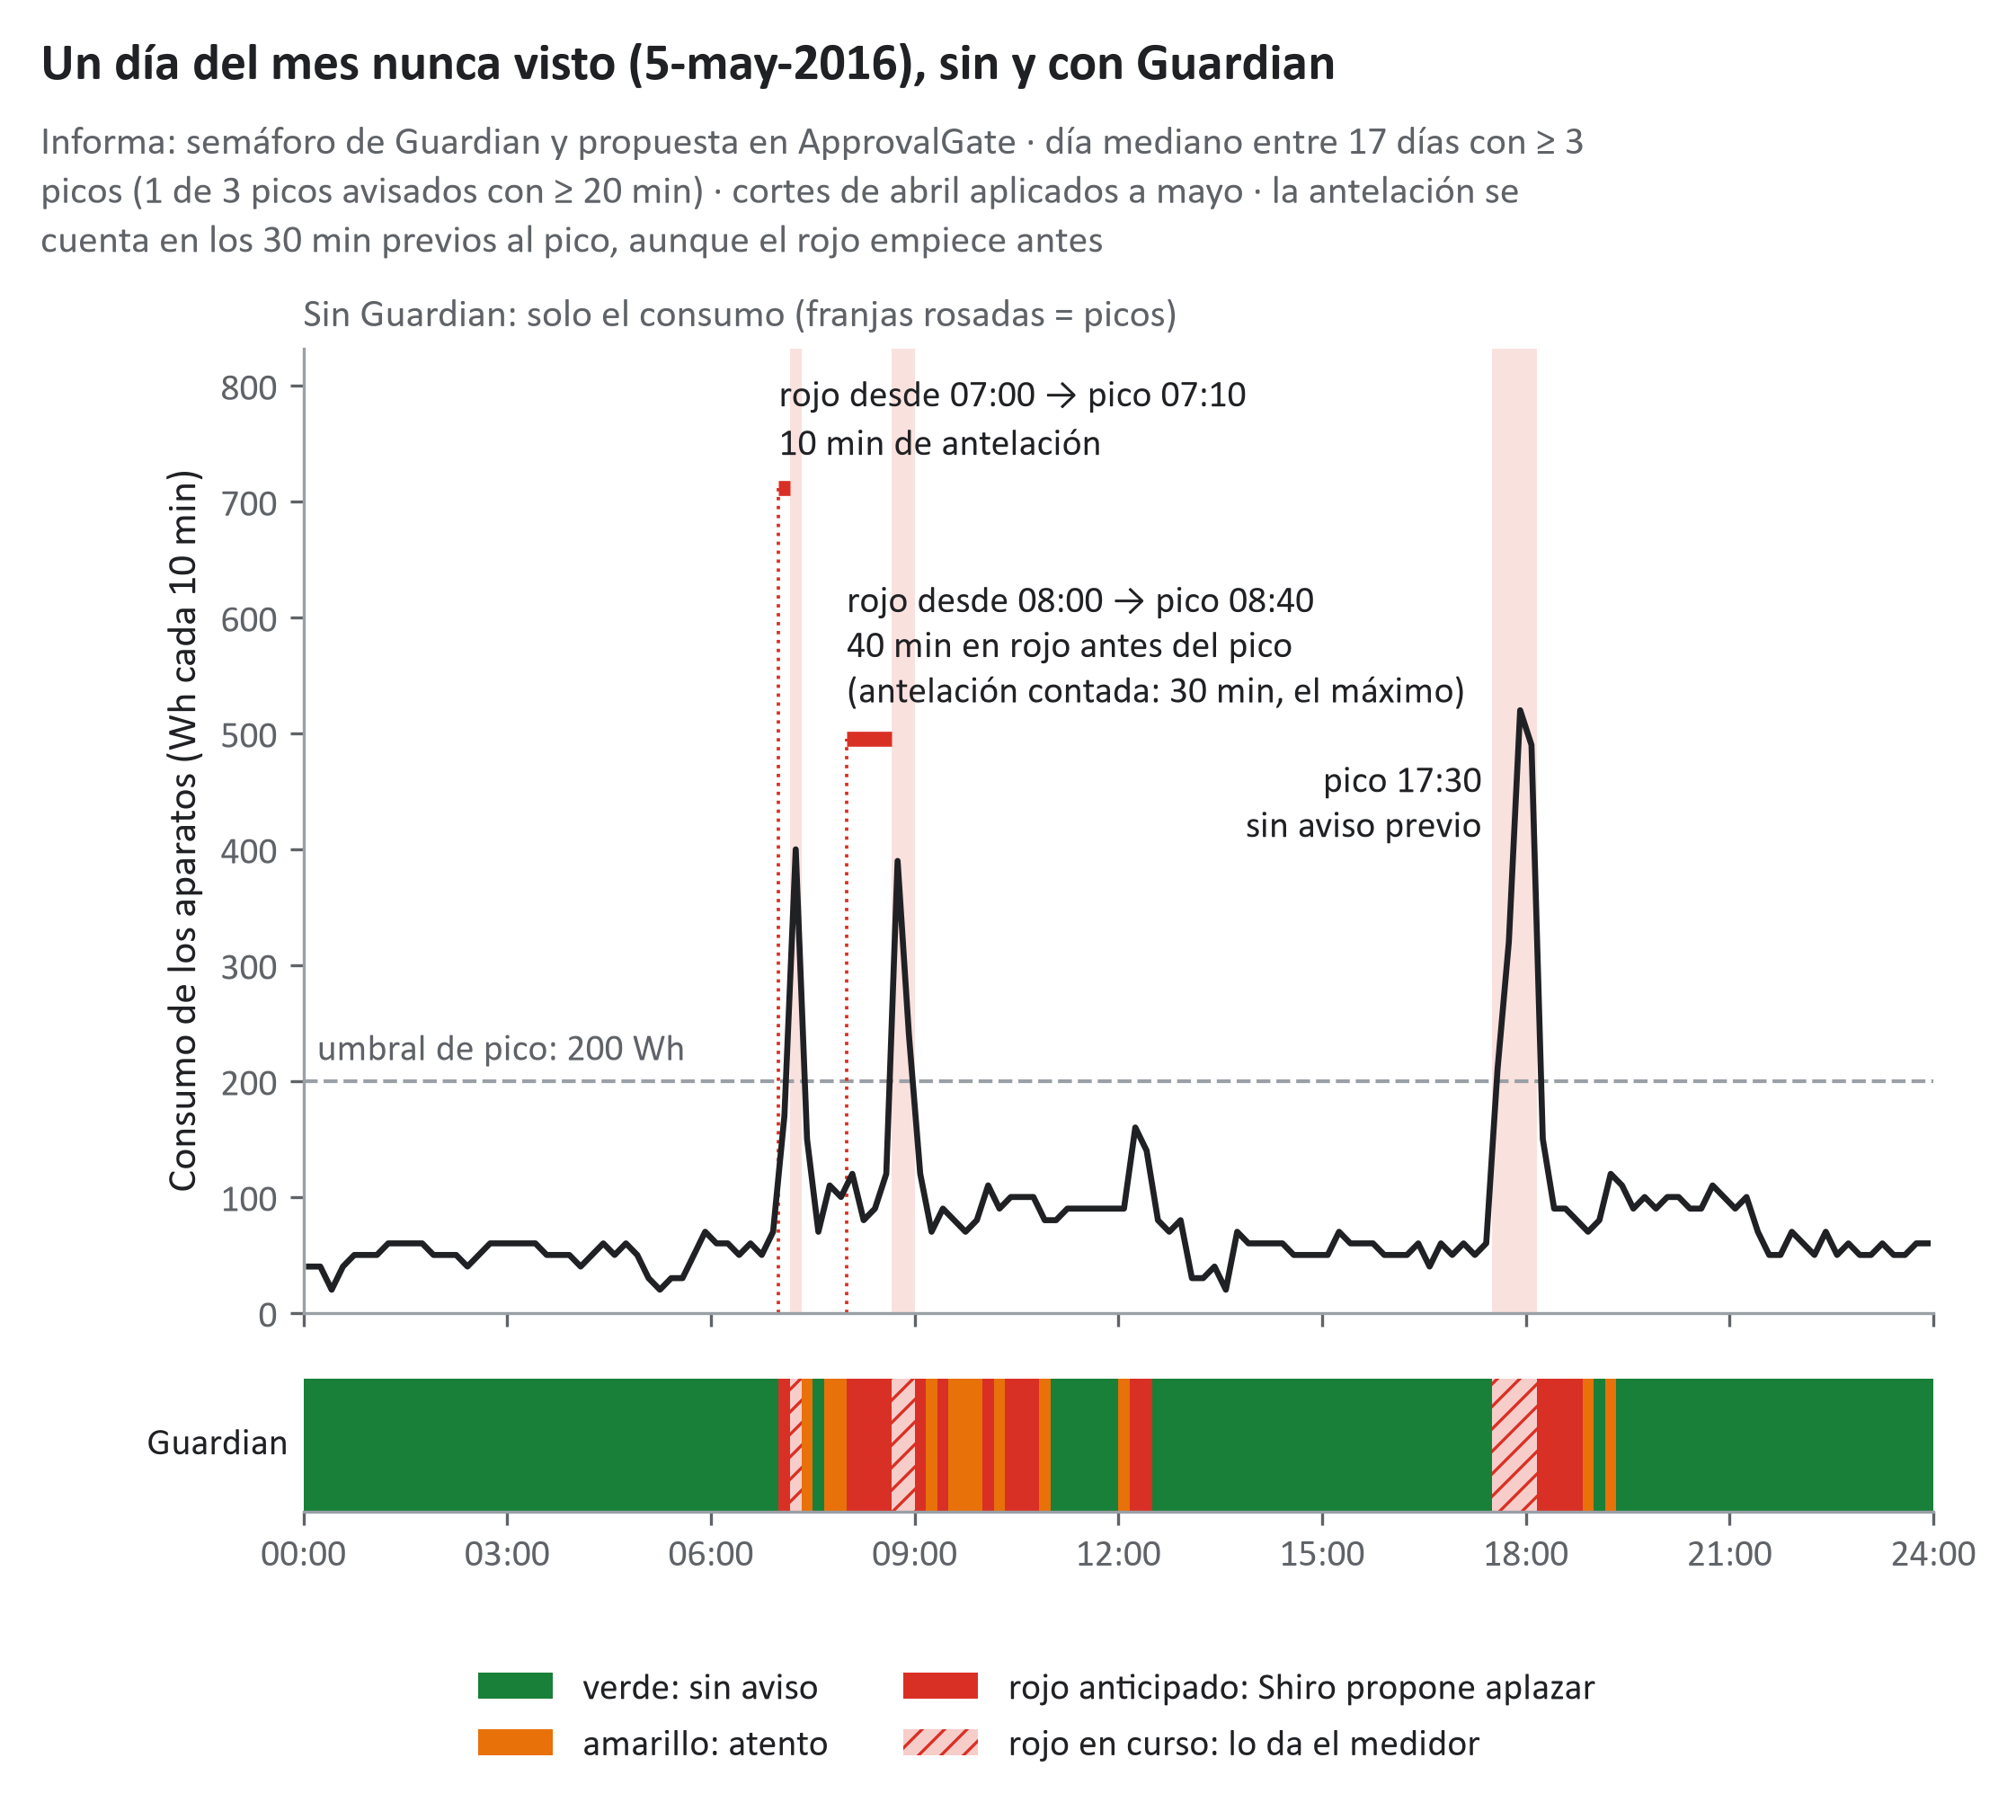 Un día del mes nunca visto (5-may-2016), sin y con Guardian
Informa: semáforo de Guardian y propuesta en ApprovalGate · día mediano entre 17 días con ≥ 3
picos (1 de 3 picos avisados con ≥ 20 min) · cortes de abril aplicados a mayo · la antelación se
cuenta en los 30 min previos al pico, aunque el rojo empiece antes
Sin Guardian: solo el consumo (franjas rosadas = picos)
Consumo de los aparatos (Wh cada 10 min)
800
700
600
500
400
300
200
100
0
rojo desde 07:00 → pico 07:10
10 min de antelación
rojo desde 08:00 → pico 08:40
40 min en rojo antes del pico
(antelación contada: 30 min, el máximo)
pico 17:30
sin aviso previo
umbral de pico: 200 Wh
Guardian
00:00
03:00
06:00
09:00
12:00
15:00
18:00
21:00
24:00
verde: sin aviso
amarillo: atento
rojo anticipado: Shiro propone aplazar
rojo en curso: lo da el medidor